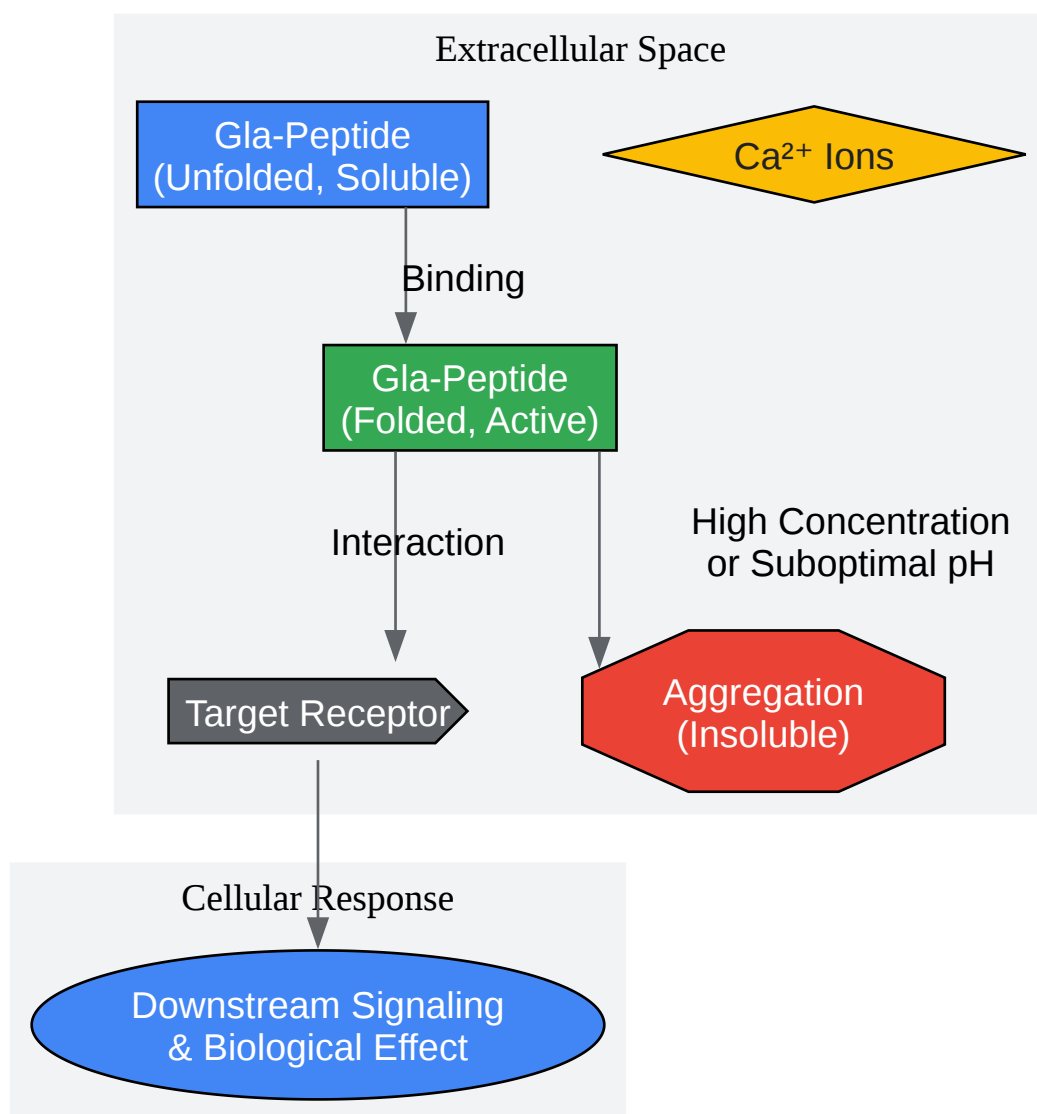 Extracellular Space
Gla-Peptide
(Unfolded, Soluble)
Ca²⁺ Ions
Binding
Gla-Peptide
(Folded, Active)
Interaction
High Concentration
or Suboptimal pH
Target Receptor
Aggregation
(Insoluble)
Cellular Response
Downstream Signaling
& Biological Effect